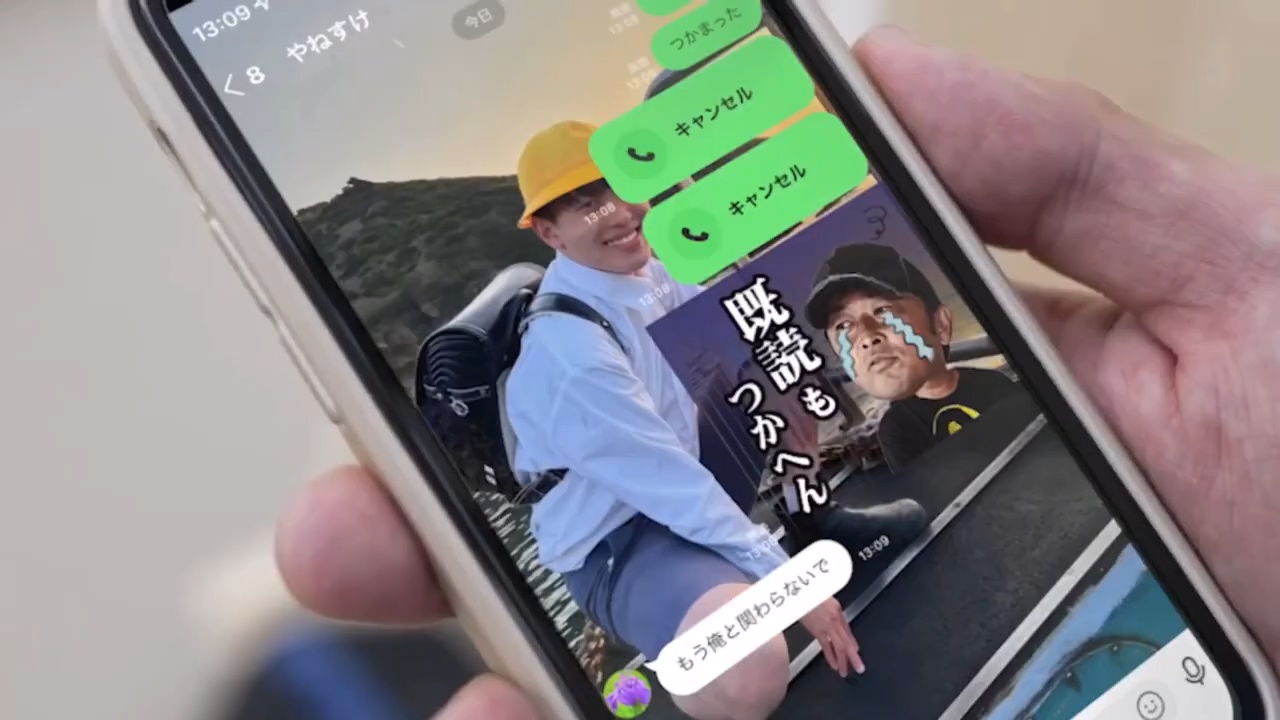 13:09
8 やねすけ
今日
つかまった
キャンセル
13:08
キャンセル
13:08
既読も
つかへん
もう俺と関わらないで
13:09